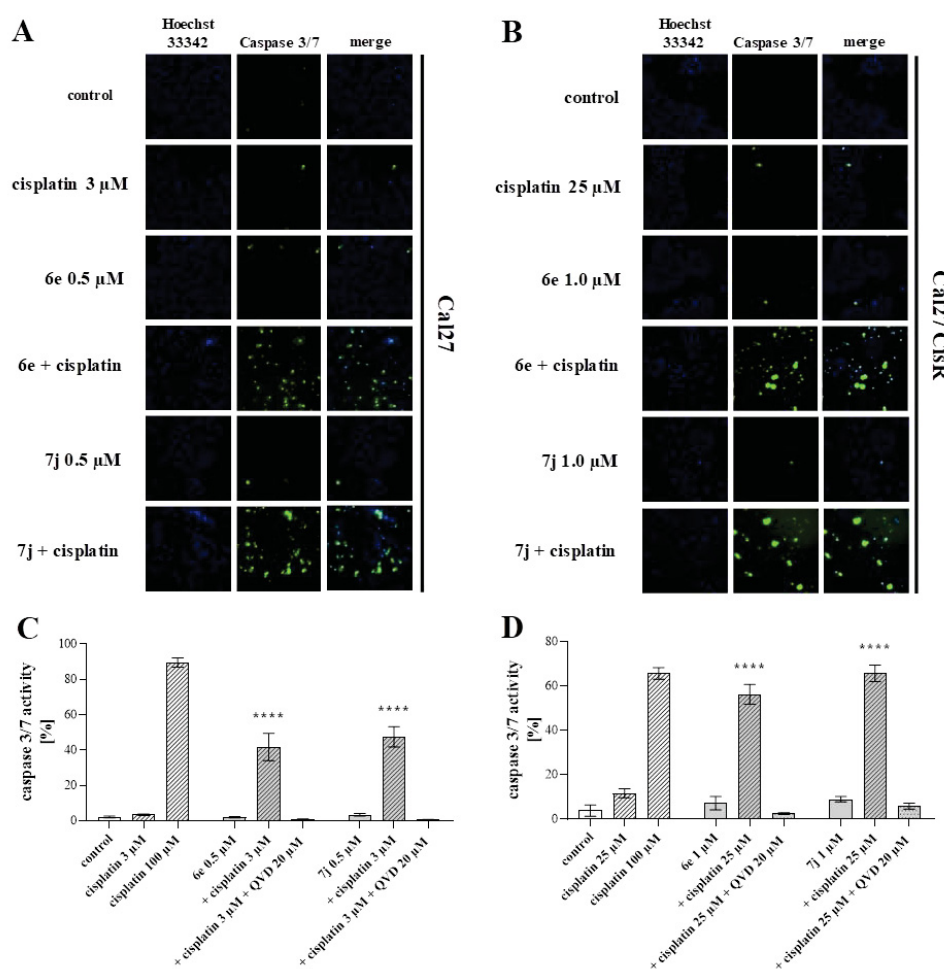 A
Hoechst
33342
Caspase 3/7
merge
control
cisplatin 3 µM
6e 0.5 µM
6e + cisplatin
7j 0.5 µM
7j + cisplatin
Cal27
B
Hoechst
33342
Caspase 3/7
merge
control
cisplatin 25 µM
6e 1.0 µM
6e + cisplatin
7j 1.0 µM
7j + cisplatin
Cal27CisR
C
caspase 3/7 activity
[%]
100
80
60
40
20
0
****
****
control
cisplatin 3 µM
cisplatin 100 µM
6e 0.5 µM
+ cisplatin 3 µM
+ cisplatin 3 µM + QVD 20 µM
7j 0.5 µM
+ cisplatin 3 µM
+ cisplatin 3 µM + QVD 20 µM
D
caspase 3/7 activity
[%]
80
60
40
20
0
****
****
control
cisplatin 25 µM
cisplatin 100 µM
6e 1 µM
+ cisplatin 25 µM
+ cisplatin 25 µM + QVD 20 µM
7j 1 µM
+ cisplatin 25 µM
+ cisplatin 25 µM + QVD 20 µM